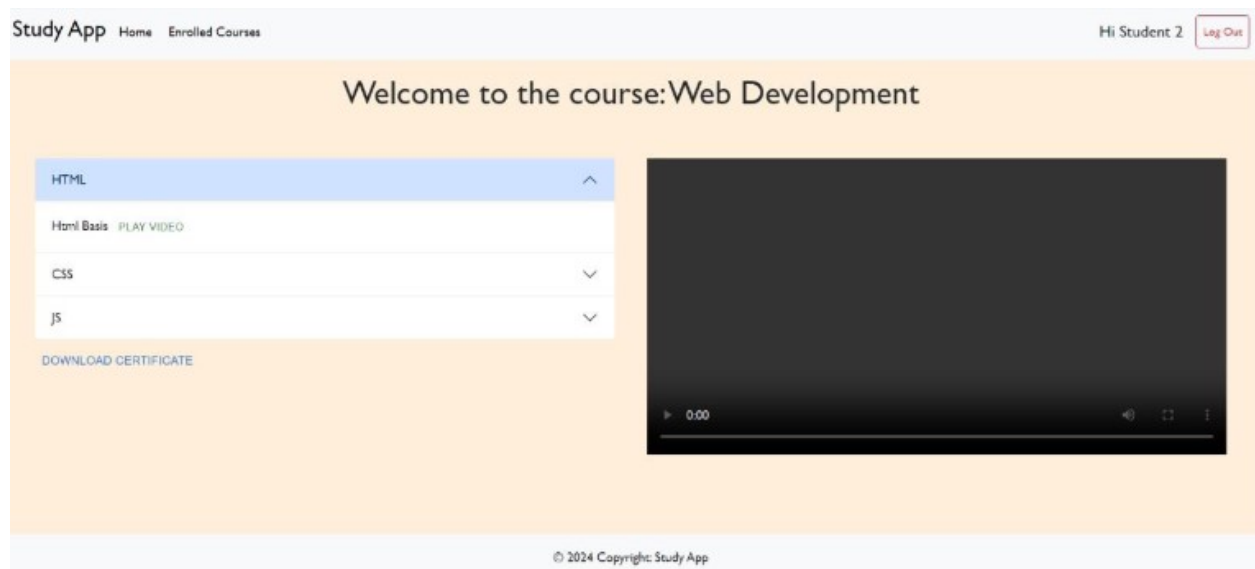 Study App Home Enrolled Courses Hi Student 2 Log Out
Welcome to the course:Web Development
HTML
Html Basis PLAY VIDEO
CSS
JS
DOWNLOAD CERTIFICATE
0:00
© 2024 Copyright: Study App